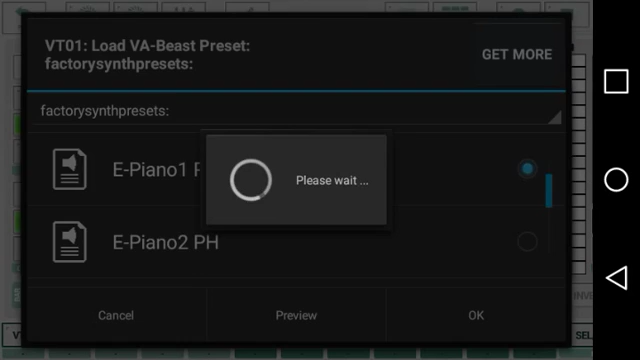 VT01: Load VA-Beast Preset:
factorysynthpresets:
GET MORE
factorysynthpresets:
E-Piano1
Please wait ...
E-Piano2 PH
Cancel
Preview
OK